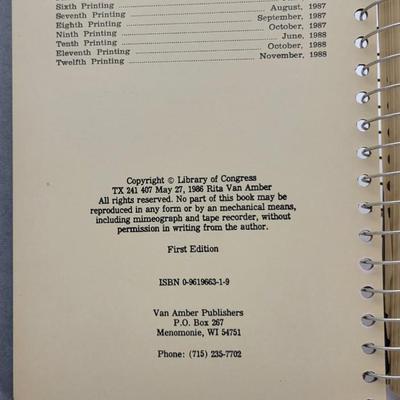 Sixth Printing ---------- August, 1987
Seventh Printing ---------- September, 1987
Eighth Printing ---------- October, 1987
Ninth Printing ---------- June, 1988
Tenth Printing ---------- October, 1988
Eleventh Printing ---------- November, 1988
Twelfth Printing
Copyright © Library of Congress
TX 241 407 May 27, 1986 Rita Van Amber
All rights reserved. No part of this book may be
reproduced in any form or by an mechanical means,
including mimeograph and tape recorder, without
permission in writing from the author.
First Edition
ISBN 0-9619663-1-9
Van Amber Publishers
P.O. Box 267
Menomonie, WI 54751
Phone: (715) 235-7702